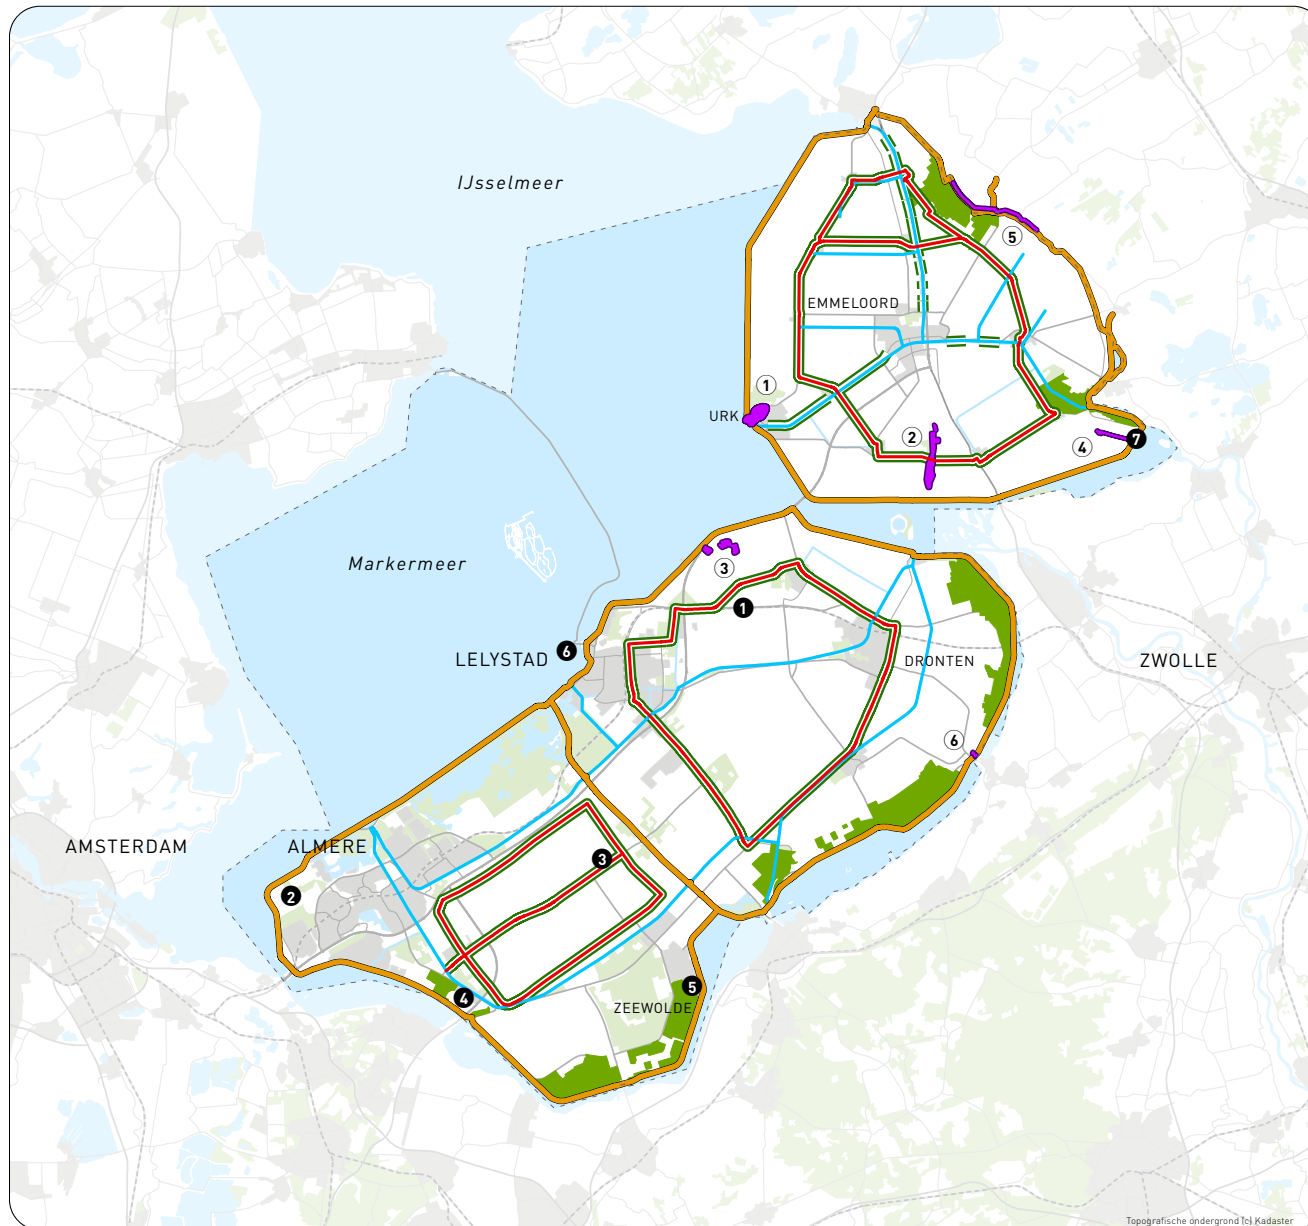 IJsselmeer
5
EMMELOORD
1
URK
2
4
7
3
Markermeer
1
6
LELYSTAD
DRONTEN
ZWOLLE
6
AMSTERDAM
ALMERE
3
2
5
4
ZEEWOLDE
Topografische ondergrond (c) Kadaster